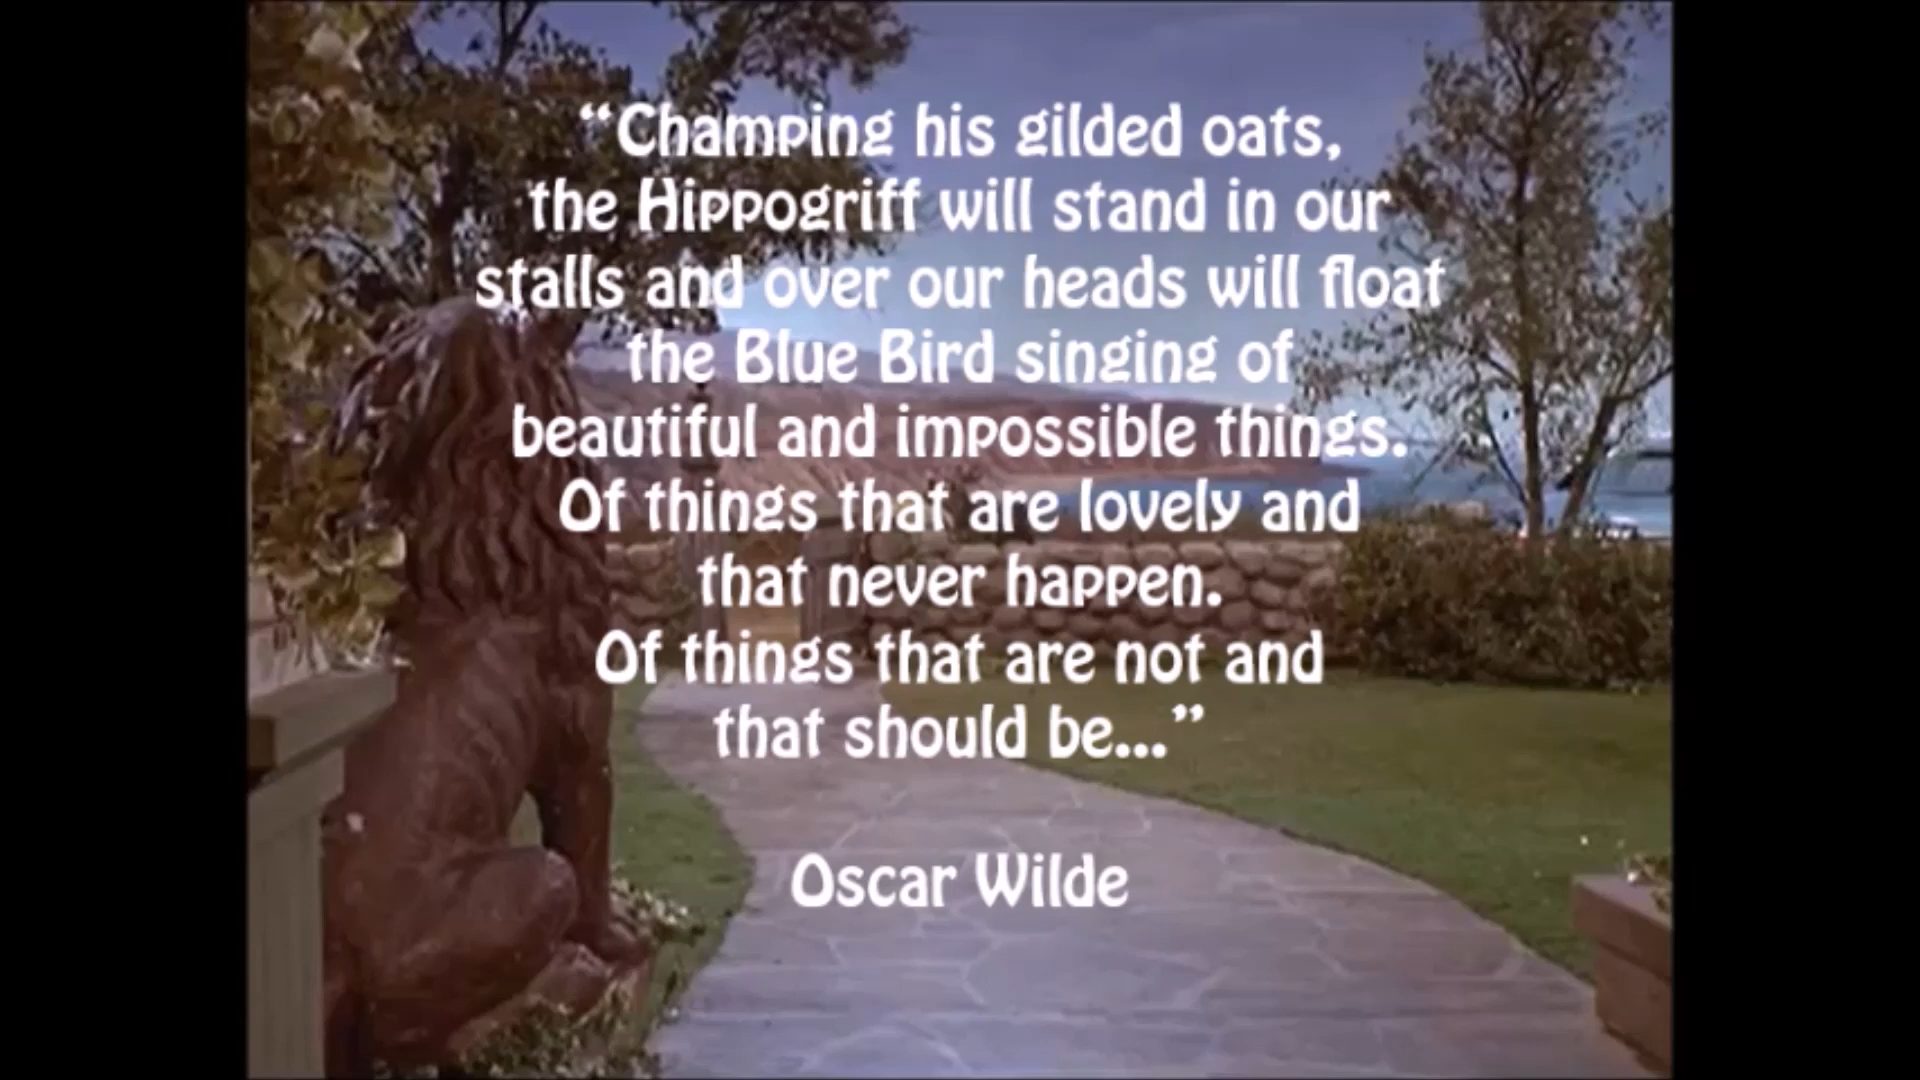 “Champing his gilded oats,
the Hippogriff will stand in our
stalls and over our heads will float
the Blue Bird singing of
beautiful and impossible things.
Of things that are lovely and
that never happen.
Of things that are not and
that should be...”
Oscar Wilde